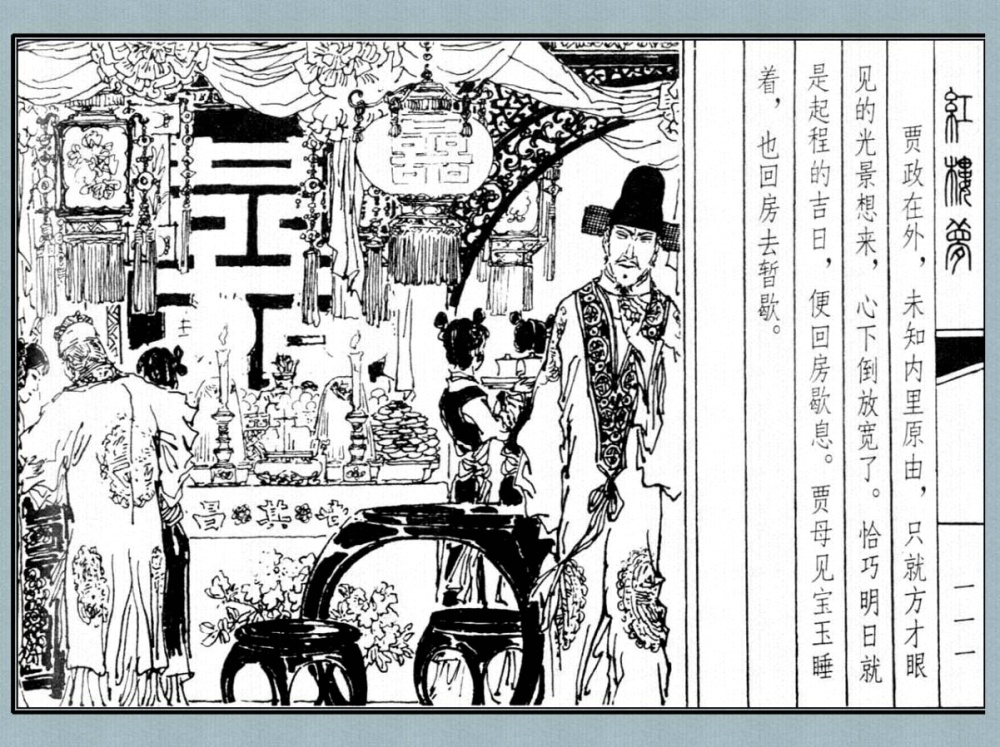 紅樓夢
贾政在外，未知内里原由，只就方才眼
见的光景想来，心下倒放宽了。恰巧明日就
是起程的吉日，便回房歇息。贾母见宝玉睡
着，也回房去暂歇。
一一一
囍
昌其